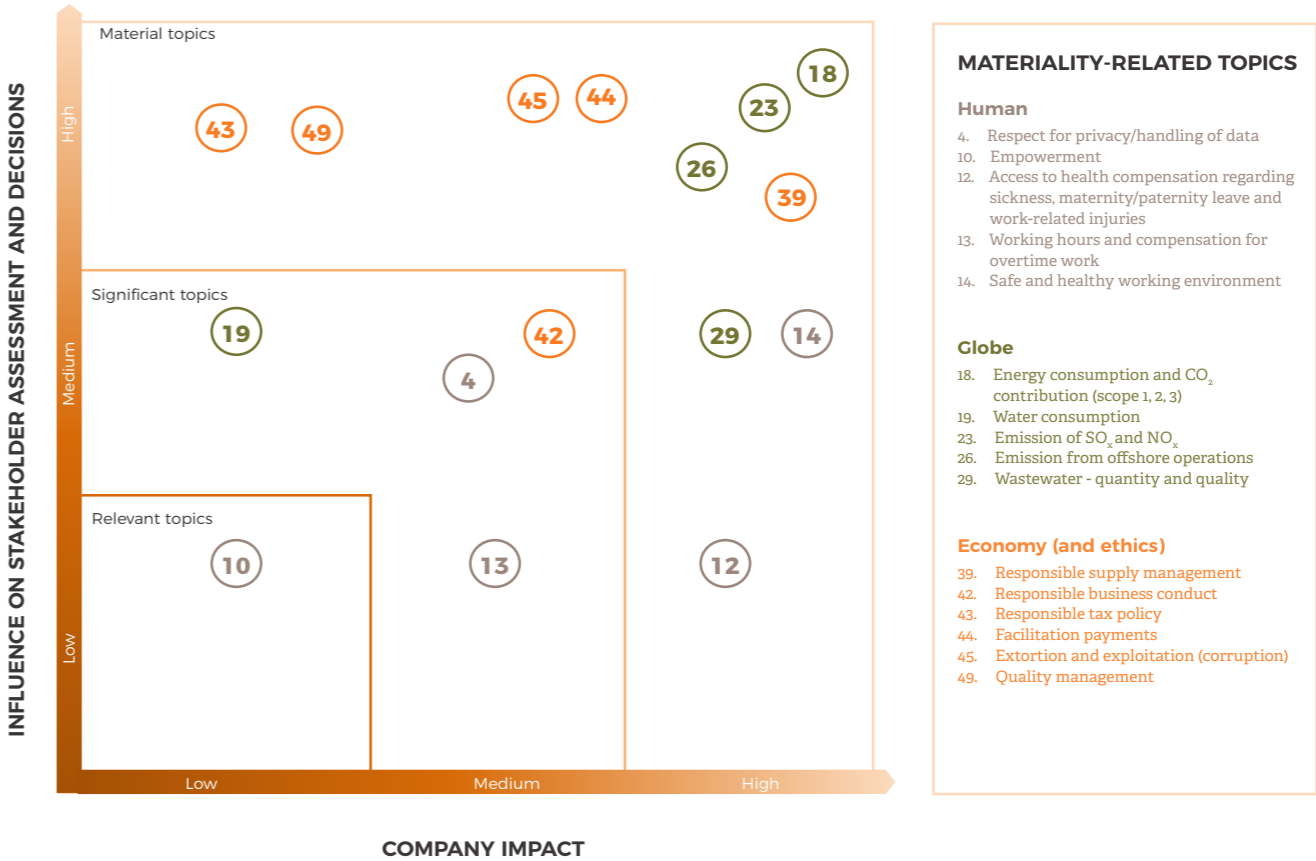 INFLUENCE ON STAKEHOLDER ASSESSMENT AND DECISIONS
High
Medium
Low
Material topics
43
49
45
44
18
23
26
39
Significant topics
19
42
4
29
14
Relevant topics
10
13
12
Low
Medium
High
COMPANY IMPACT
MATERIALITY-RELATED TOPICS
Human
4. Respect for privacy/handling of data
10. Empowerment
12. Access to health compensation regarding
sickness, maternity/paternity leave and
work-related injuries
13. Working hours and compensation for
overtime work
14. Safe and healthy working environment
Globe
18. Energy consumption and CO₂
contribution (scope 1, 2, 3)
19. Water consumption
23. Emission of SOₓ and NOₓ
26. Emission from offshore operations
29. Wastewater - quantity and quality
Economy (and ethics)
39. Responsible supply management
42. Responsible business conduct
43. Responsible tax policy
44. Facilitation payments
45. Extortion and exploitation (corruption)
49. Quality management